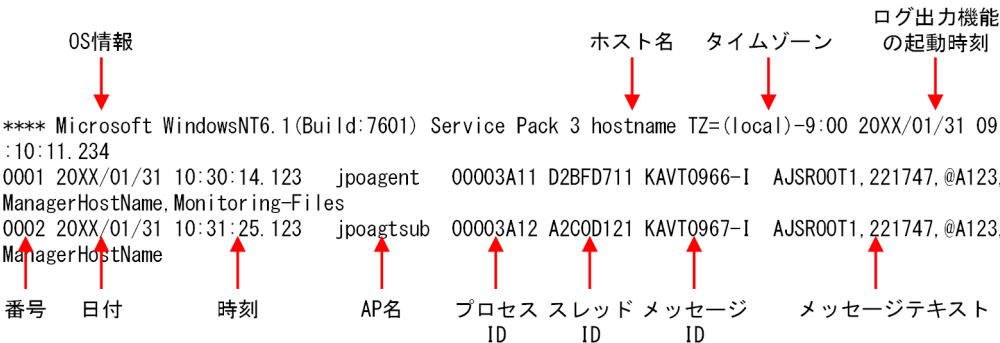 ログ出力機能
OS情報 ホスト名 タイムゾーン の起動時刻
**** Microsoft WindowsNT6.1(Build:7601) Service Pack 3 hostname TZ=(local)-9:00 20XX/01/31 09
:10:11.234
0001 20XX/01/31 10:30:14.123 jpoagent 00003A11 D2BFD711 KAVT0966-I AJSROOT1,221747,@A123,
ManagerHostName,Monitoring-Files
0002 20XX/01/31 10:31:25.123 jpoagtsub 00003A12 A2C0D121 KAVT0967-I AJSROOT1,221747,@A123,
ManagerHostName
番号 日付 時刻 AP名 プロセス スレッド メッセージ メッセージテキスト
ID ID ID